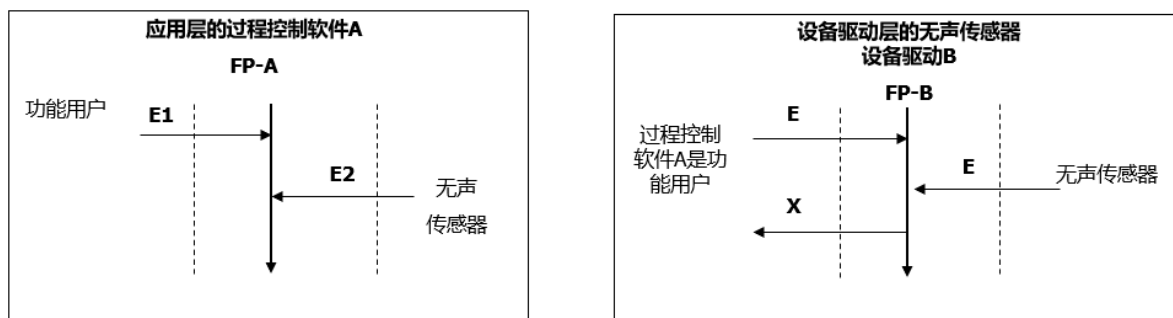 应用层的过程控制软件A
FP-A
功能用户
E1
E2
无声
传感器
设备驱动层的无声传感器
设备驱动B
FP-B
E
过程控制
软件A是功
能用户
E
无声传感器
X